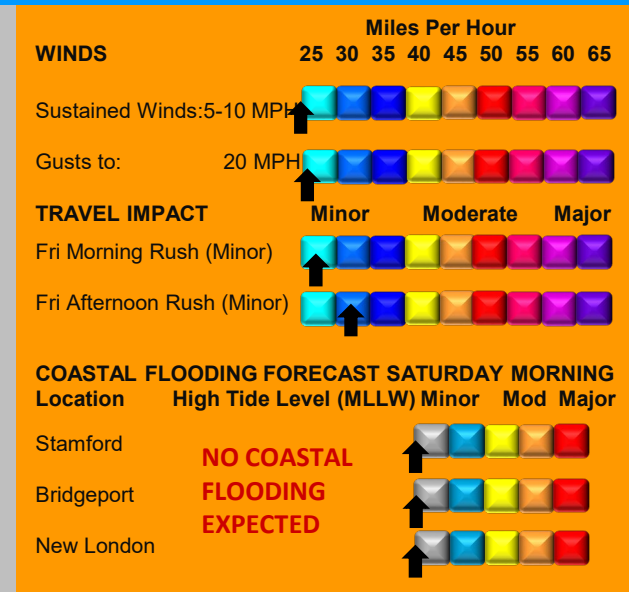 Miles Per Hour
WINDS 25 30 35 40 45 50 55 60 65
Sustained Winds:5-10 MPH
Gusts to: 20 MPH
TRAVEL IMPACT Minor Moderate Major
Fri Morning Rush (Minor)
Fri Afternoon Rush (Minor)
COASTAL FLOODING FORECAST SATURDAY MORNING
Location High Tide Level (MLLW) Minor Mod Major
Stamford
NO COASTAL
Bridgeport
FLOODING
EXPECTED
New London